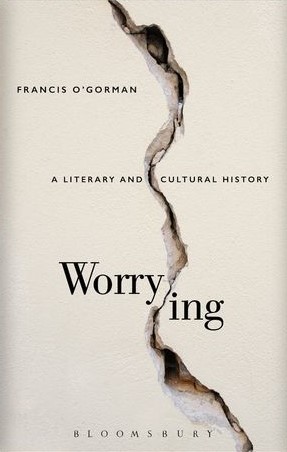 FRANCIS O'GORMAN
A LITERARY AND CULTURAL HISTORY
Worry
ing
BLOOMSBURY